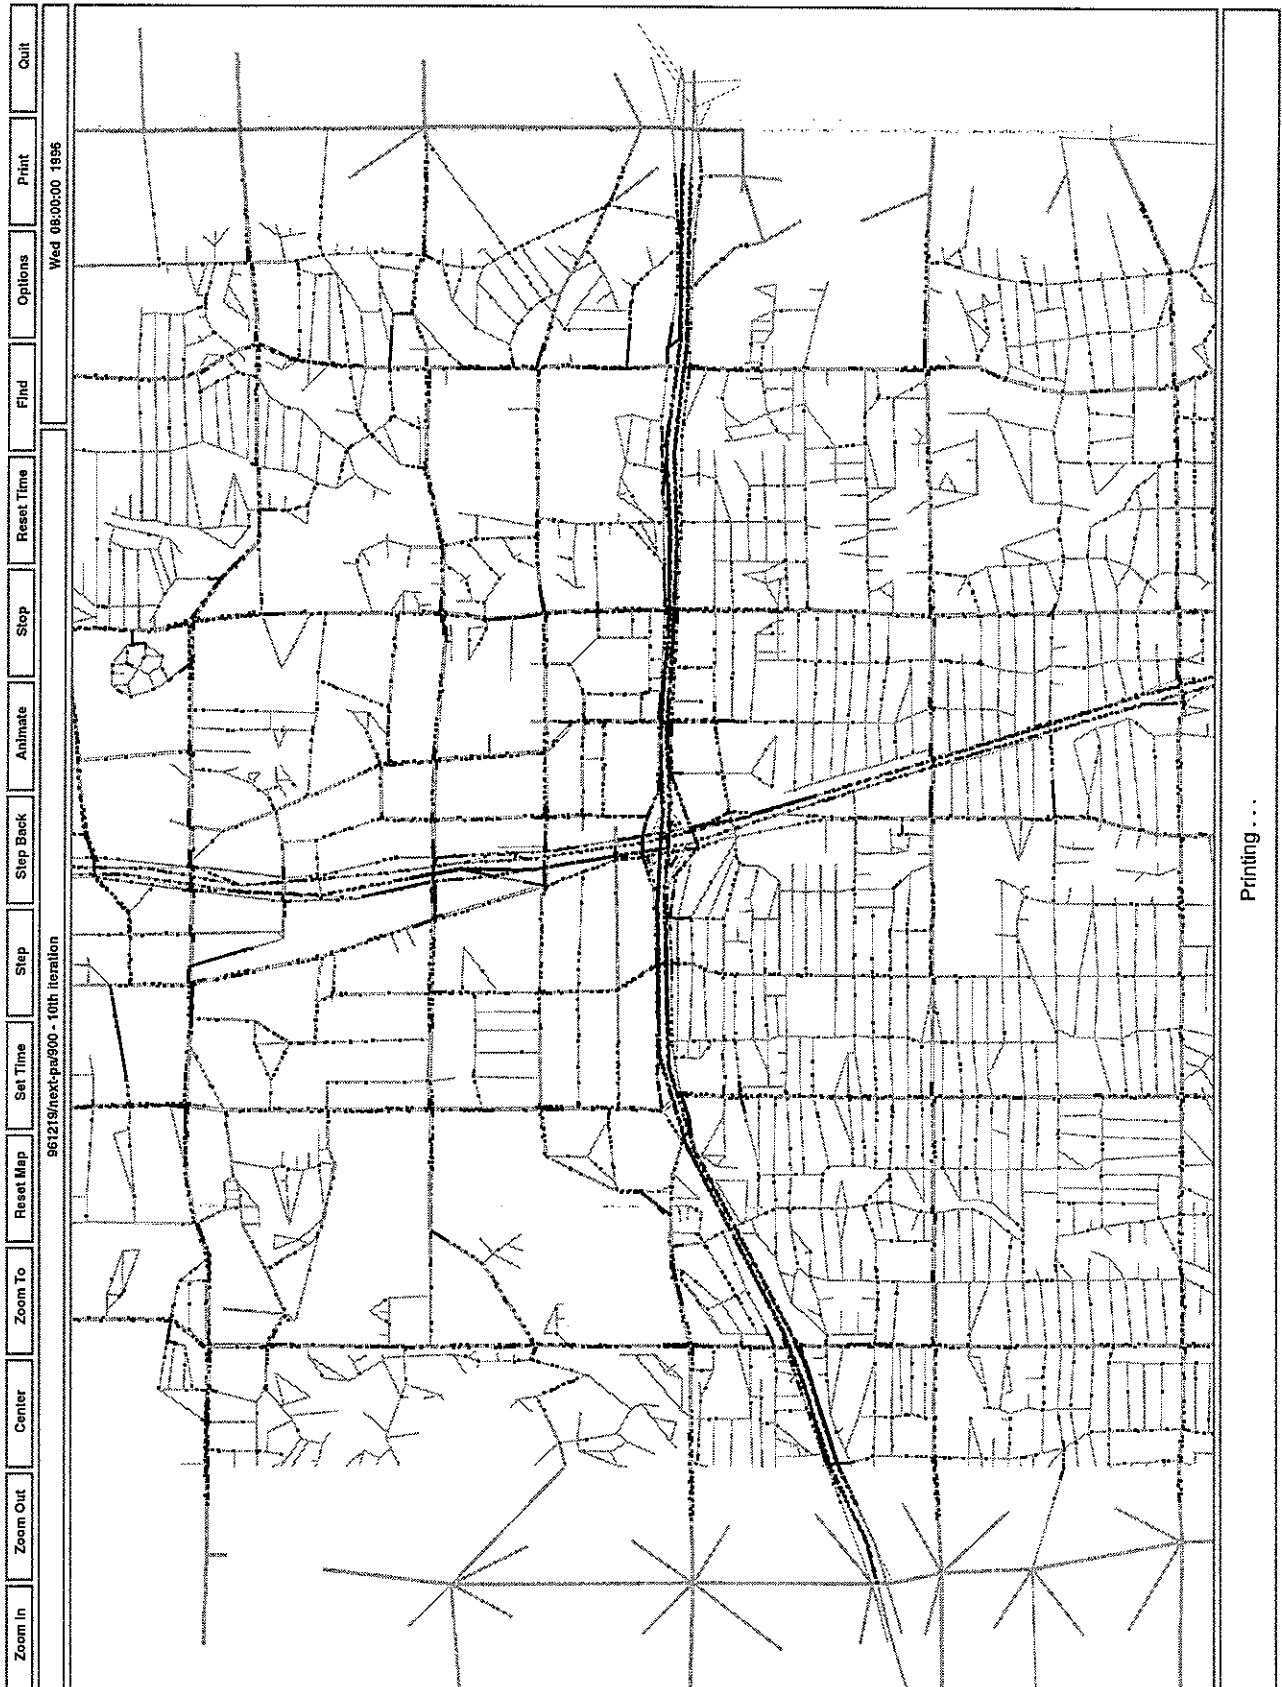 Zoom In
Zoom Out
Center
Zoom To
Reset Map
Set Time
Step
Step Back
Animate
Stop
Reset Time
Find
Options
Print
Quit
961219/next-pa/900 - 10th iteration
Wed 08:00:00 1996
Printing . . .